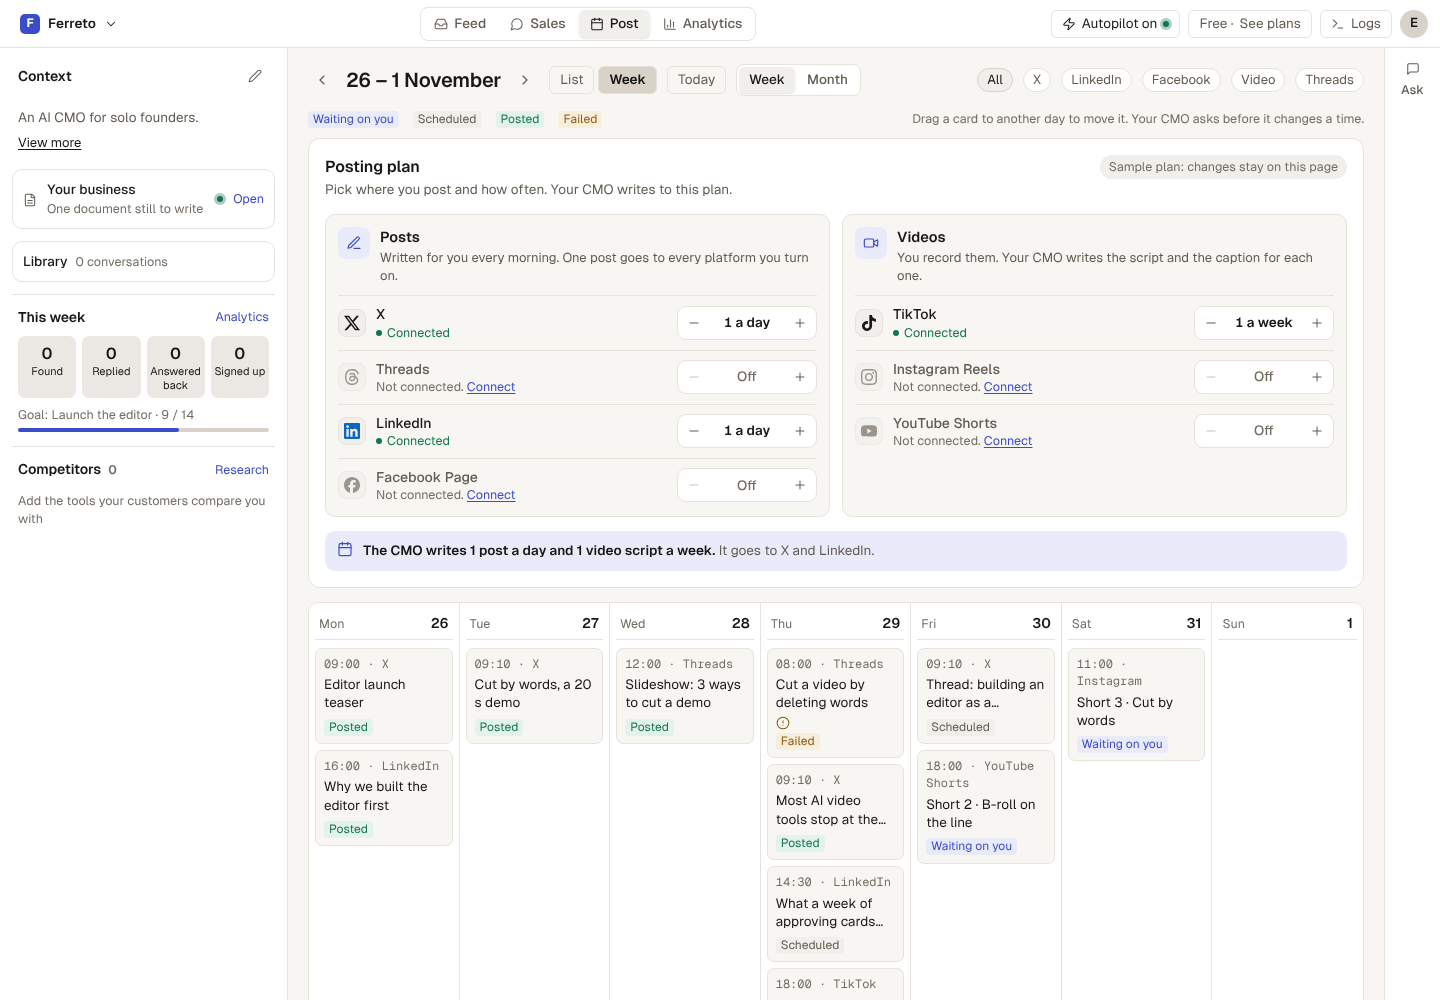 F Ferreto
Feed Sales Post Analytics
Autopilot on Free · See plans Logs E
Context
An AI CMO for solo founders.
View more
Your business
One document still to write Open
Library 0 conversations
This week Analytics
0 Found
0 Replied
0 Answered back
0 Signed up
Goal: Launch the editor · 9 / 14
Competitors 0 Research
Add the tools your customers compare you
with
26 – 1 November List Week Today Week Month
All X LinkedIn Facebook Video Threads
Ask
Waiting on you Scheduled Posted Failed
Drag a card to another day to move it. Your CMO asks before it changes a time.
Posting plan
Sample plan: changes stay on this page
Pick where you post and how often. Your CMO writes to this plan.
Posts
Written for you every morning. One post goes to every platform you turn
on.
X
Connected
− 1 a day +
Threads
Not connected. Connect
− Off +
LinkedIn
Connected
− 1 a day +
Facebook Page
Not connected. Connect
− Off +
Videos
You record them. Your CMO writes the script and the caption for each
one.
TikTok
Connected
− 1 a week +
Instagram Reels
Not connected. Connect
− Off +
YouTube Shorts
Not connected. Connect
− Off +
The CMO writes 1 post a day and 1 video script a week. It goes to X and LinkedIn.
Mon 26
09:00 · X
Editor launch
teaser
Posted
16:00 · LinkedIn
Why we built the
editor first
Posted
Tue 27
09:10 · X
Cut by words, a 20
s demo
Posted
Wed 28
12:00 · Threads
Slideshow: 3 ways
to cut a demo
Posted
Thu 29
08:00 · Threads
Cut a video by
deleting words
Failed
09:10 · X
Most AI video
tools stop at the…
Posted
14:30 · LinkedIn
What a week of
approving cards…
Scheduled
18:00 · TikTok
Fri 30
09:10 · X
Thread: building an
editor as a…
Scheduled
18:00 · YouTube
Shorts
Short 2 · B-roll on
the line
Waiting on you
Sat 31
11:00 ·
Instagram
Short 3 · Cut by
words
Waiting on you
Sun 1